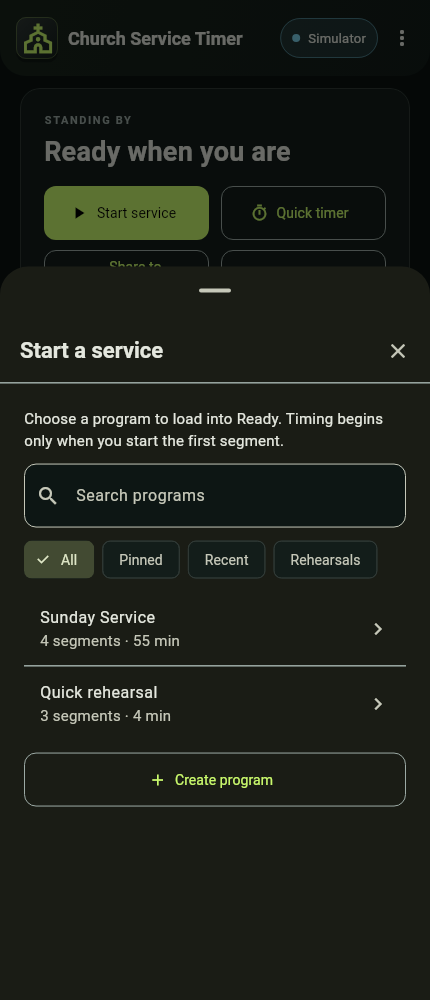 Church Service Timer
Simulator
STANDING BY
Ready when you are
Start service
Quick timer
Share to
Start a service
Choose a program to load into Ready. Timing begins
only when you start the first segment.
Search programs
All
Pinned
Recent
Rehearsals
Sunday Service
4 segments · 55 min
Quick rehearsal
3 segments · 4 min
Create program